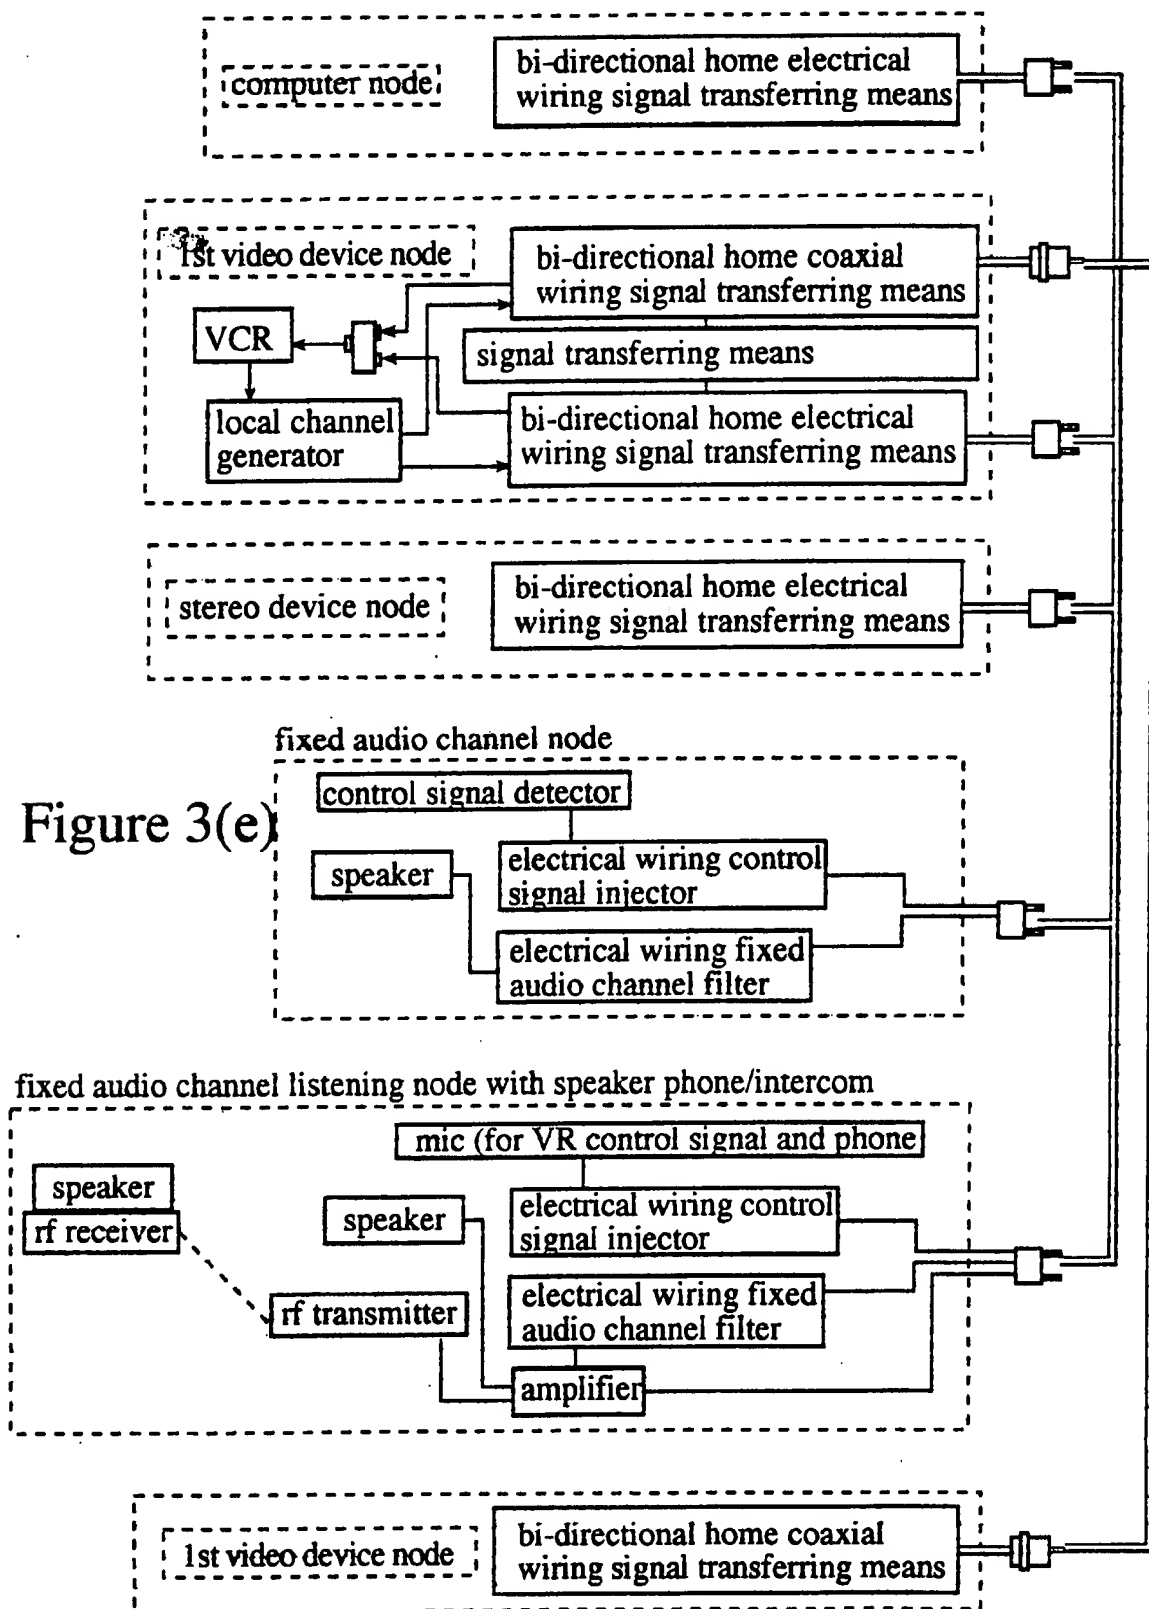 computer node
bi-directional home electrical
wiring signal transferring means
1st video device node
bi-directional home coaxial
wiring signal transferring means
VCR
signal transferring means
local channel
generator
bi-directional home electrical
wiring signal transferring means
stereo device node
bi-directional home electrical
wiring signal transferring means
fixed audio channel node
control signal detector
Figure 3(e)
speaker
electrical wiring control
signal injector
electrical wiring fixed
audio channel filter
fixed audio channel listening node with speaker phone/intercom
mic (for VR control signal and phone
speaker
rf receiver
speaker
electrical wiring control
signal injector
rf transmitter
electrical wiring fixed
audio channel filter
amplifier
1st video device node
bi-directional home coaxial
wiring signal transferring means